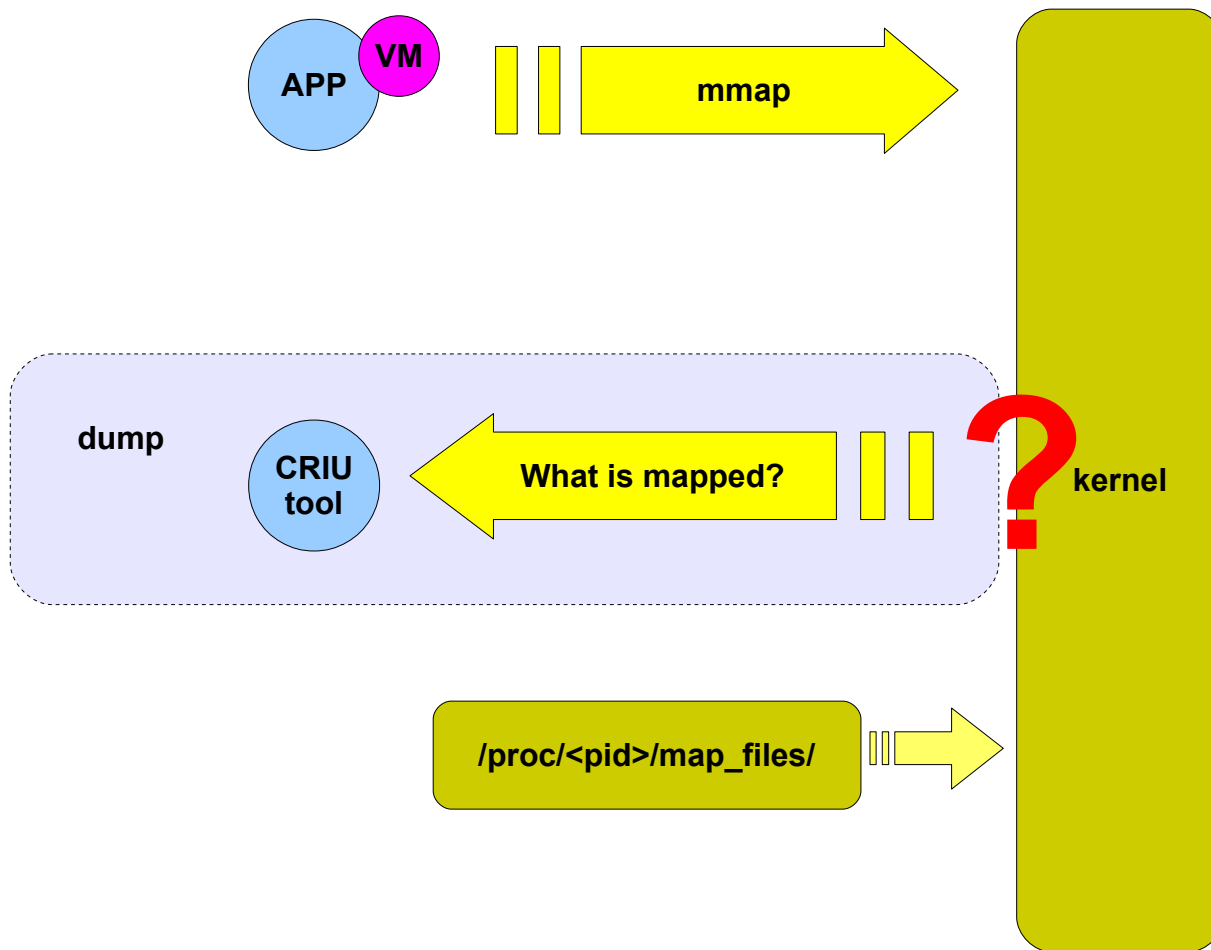 APP
VM
mmap
dump
CRIU
tool
What is mapped?
?
kernel
/proc/<pid>/map_files/